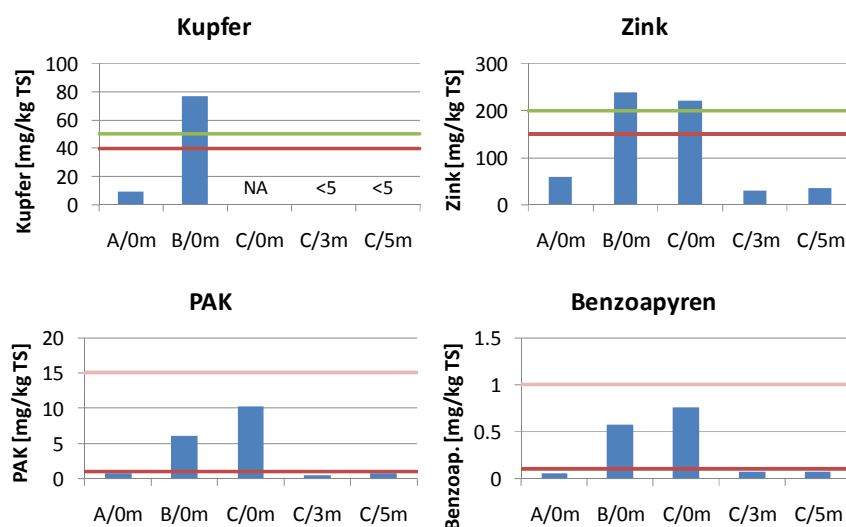 Kupfer
Kupfer [mg/kg TS]
100
80
60
40
20
0
NA
<5
<5
A/0m B/0m C/0m C/3m C/5m
Zink
Zink [mg/kg TS]
300
200
100
0
A/0m B/0m C/0m C/3m C/5m
PAK
PAK [mg/kg TS]
20
15
10
5
0
A/0m B/0m C/0m C/3m C/5m
Benzoapyren
Benzoap. [mg/kg TS]
1.5
1
0.5
0
A/0m B/0m C/0m C/3m C/5m